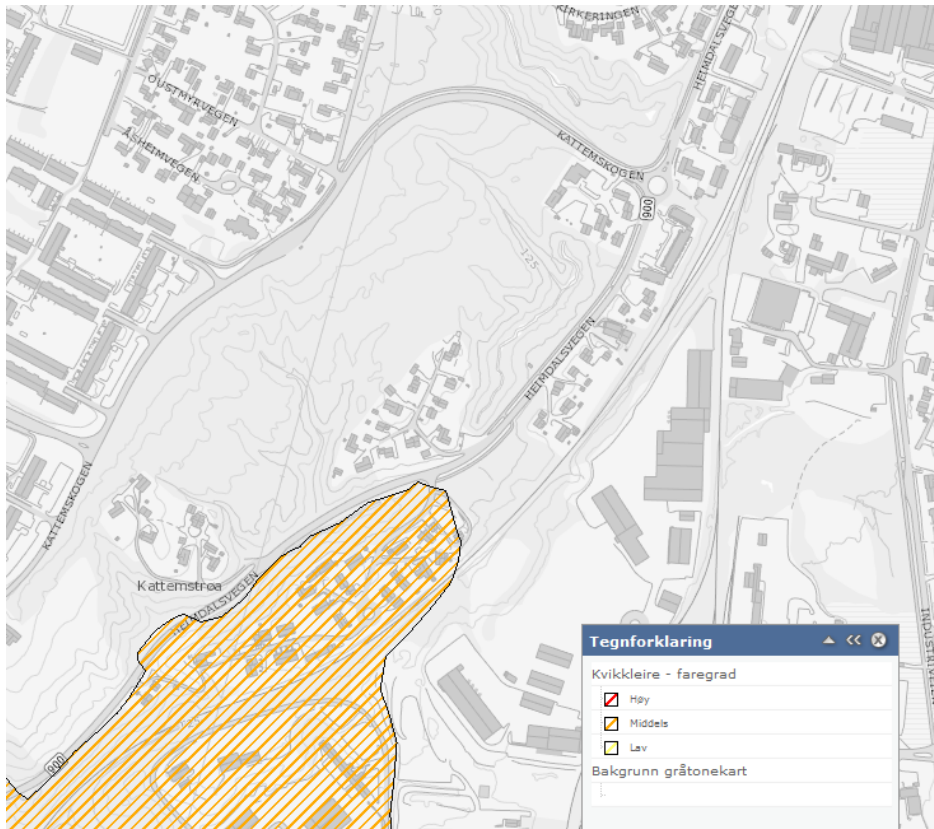 KIRKERINGEN
HEIMDALSVEGE
OUSTMYRVEGEN
ÅSHEIMVEGEN
KATTEMSKOGEN
900
125
HEIMDALSVEGEN
KATTEMSKOGEN
Kattemstrøa
HEIMDALSVEGEN
INDUSTRIVEIEN
125
900
Tegnforklaring
Kvikkleire - faregrad
Høy
Middels
Lav
Bakgrunn gråtonekart